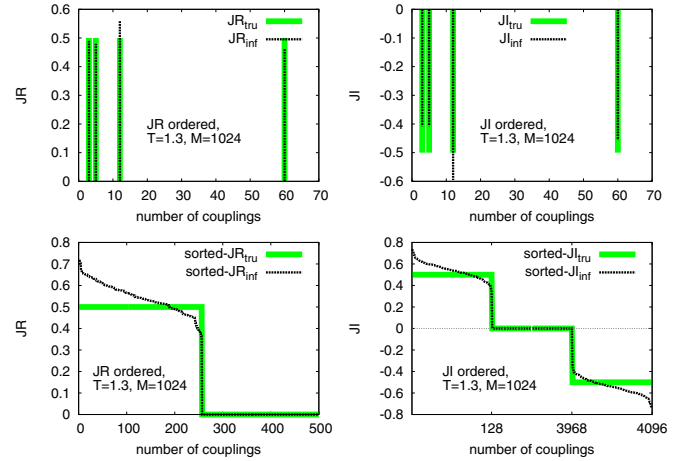 JR_tru
JR_inf
JR
0.6
0.5
0.4
0.3
0.2
0.1
0
JR ordered,
T=1.3, M=1024
0 10 20 30 40 50 60 70
number of couplings
JI_tru
JI_inf
JI
0
-0.1
-0.2
-0.3
-0.4
-0.5
-0.6
JI ordered,
T=1.3, M=1024
0 10 20 30 40 50 60 70
number of couplings
sorted-JR_tru
sorted-JR_inf
JR
0.8
0.7
0.6
0.5
0.4
0.3
0.2
0.1
0
JR ordered,
T=1.3, M=1024
0 100 200 300 400 500
number of couplings
sorted-JI_tru
sorted-JI_inf
JI
0.8
0.6
0.4
0.2
0
-0.2
-0.4
-0.6
-0.8
JI ordered,
T=1.3, M=1024
128 3968 4096
number of couplings